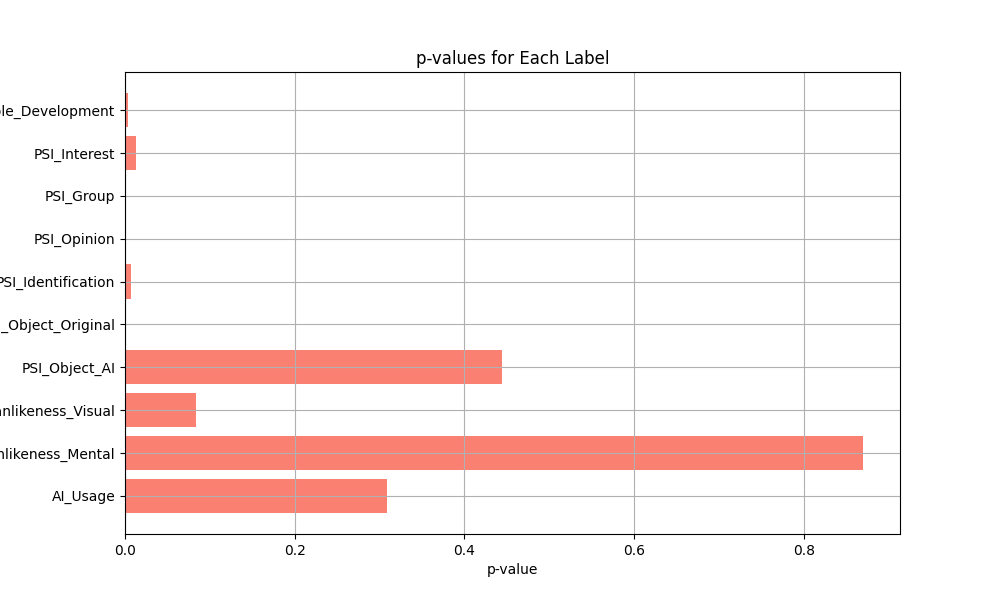 p-values for Each Label
le_Development
PSI_Interest
PSI_Group
PSI_Opinion
PSI_Identification
_Object_Original
PSI_Object_AI
nlikeness_Visual
nlikeness_Mental
AI_Usage
0.0 0.2 0.4 0.6 0.8
p-value